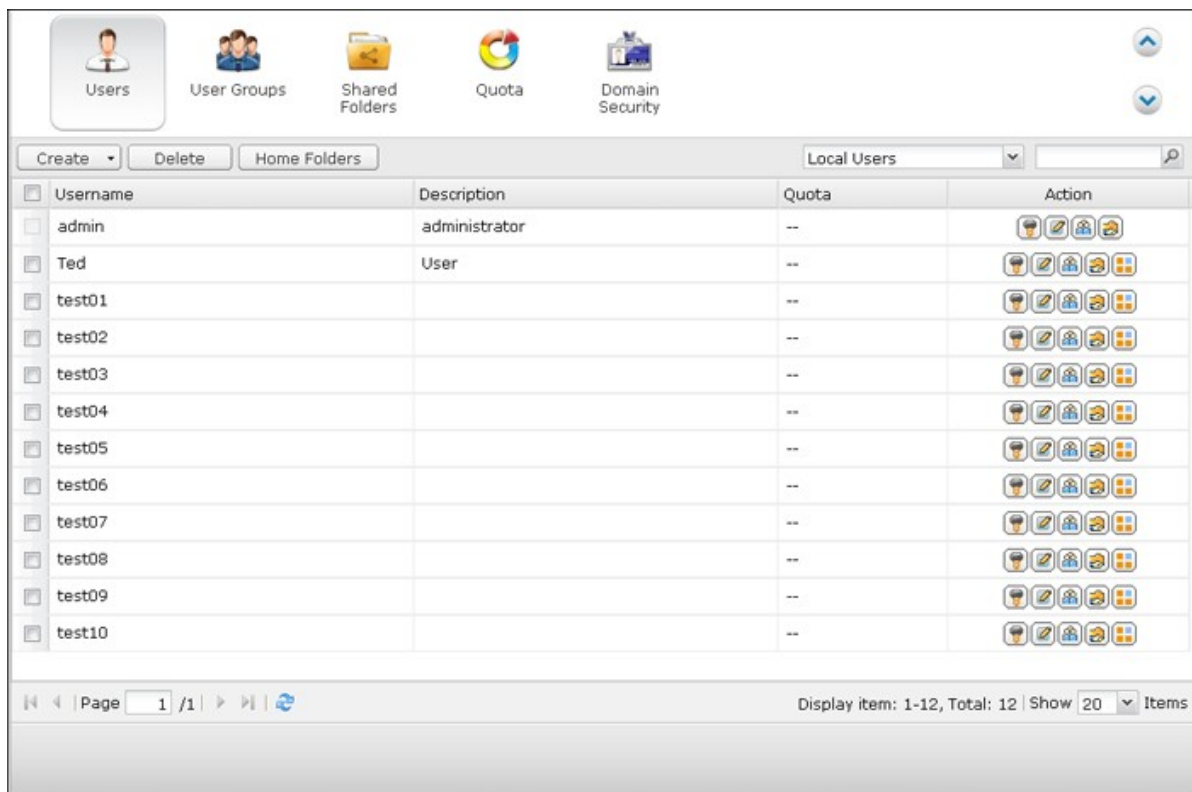 Users
User Groups
Shared
Folders
Quota
Domain
Security
Create Delete Home Folders Local Users
Username Description Quota Action
admin administrator --
Ted User --
test01 --
test02 --
test03 --
test04 --
test05 --
test06 --
test07 --
test08 --
test09 --
test10 --
Page 1 /1 Display item: 1-12, Total: 12 Show 20 Items